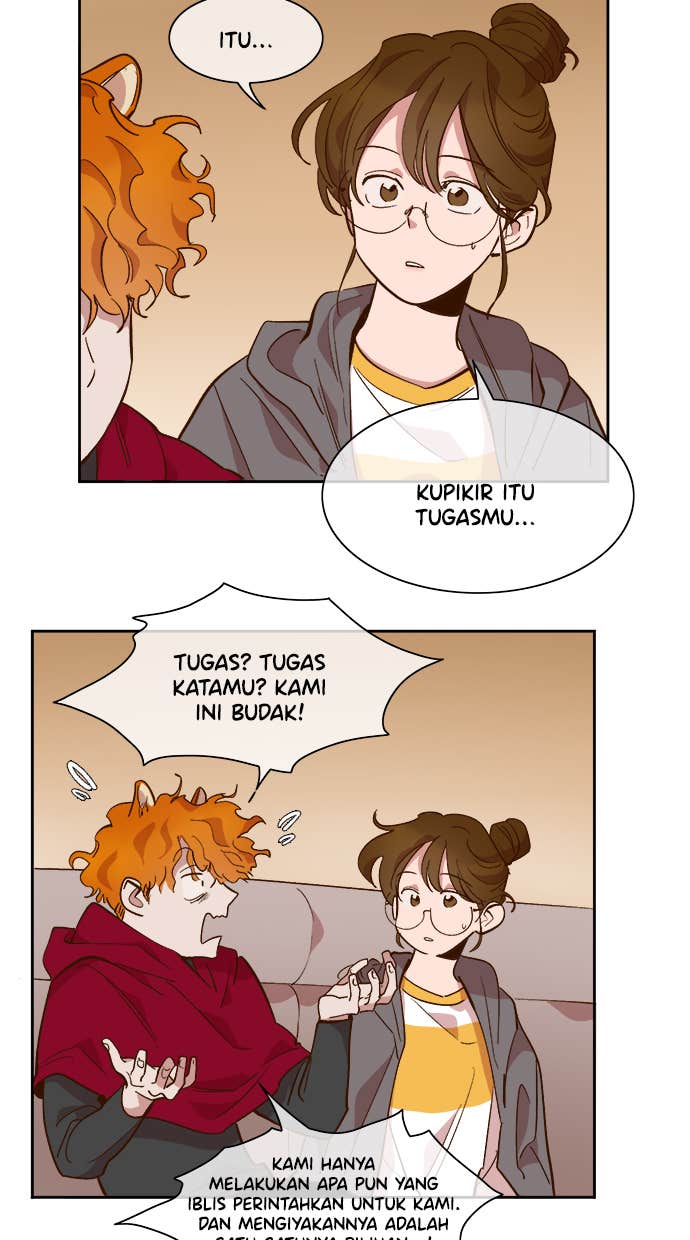 ITU...
KUPIKIR ITU
TUGASMU...
TUGAS? TUGAS
KATAMU? KAMI
INI BUDAK!
KAMI HANYA
MELAKUKAN APA PUN YANG
IBLIS PERINTAHKAN UNTUK KAMI.
DAN MENGIYAKANNYA ADALAH